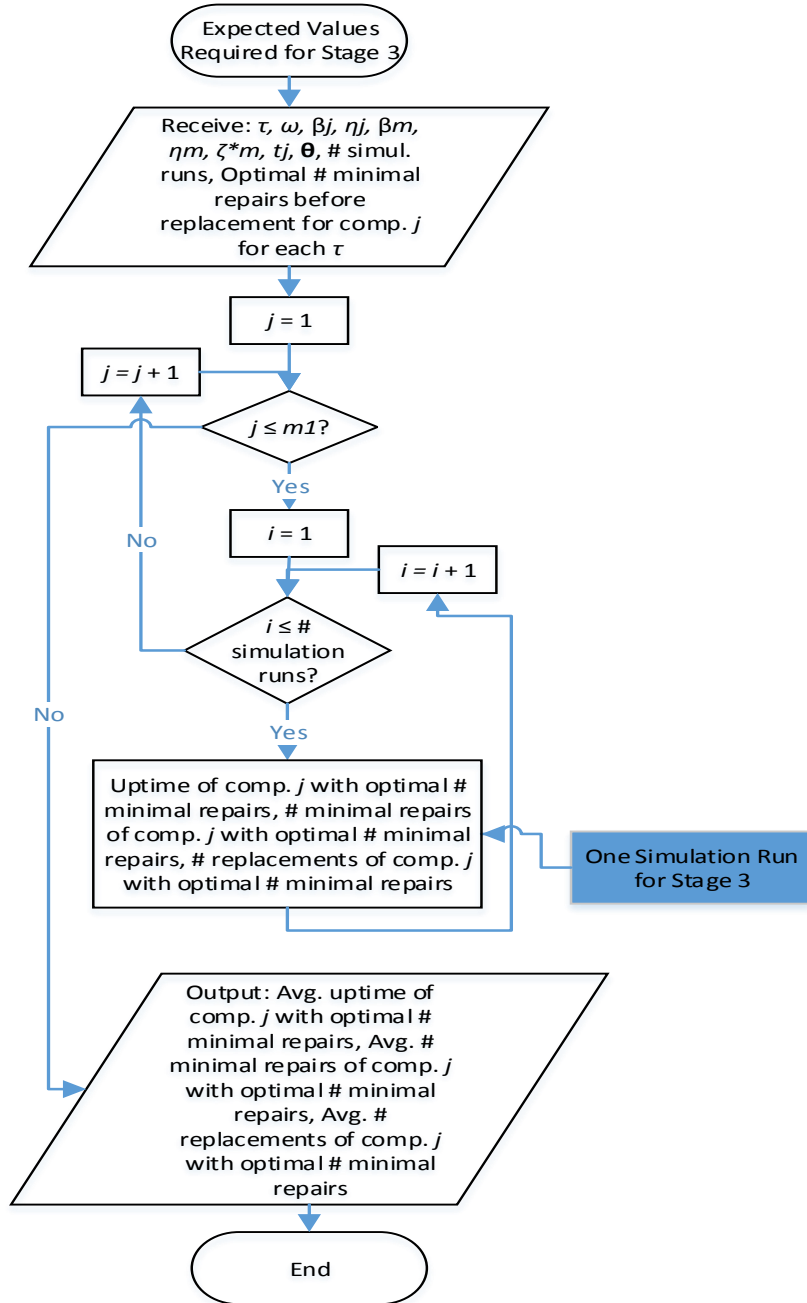 Expected Values
Required for Stage 3
Receive: τ, ω, βj, ηj, βm,
ηm, ζ*m, tj, θ, # simul.
runs, Optimal # minimal
repairs before
replacement for comp. j
for each τ
j = 1
j = j + 1
j ≤ m1?
Yes
i = 1
No
i = i + 1
i ≤ #
simulation
runs?
No
Yes
Uptime of comp. j with optimal #
minimal repairs, # minimal repairs
of comp. j with optimal # minimal
repairs, # replacements of comp. j
with optimal # minimal repairs
One Simulation Run
for Stage 3
Output: Avg. uptime of
comp. j with optimal #
minimal repairs, Avg. #
minimal repairs of comp. j
with optimal # minimal
repairs, Avg. #
replacements of comp. j
with optimal # minimal
repairs
End